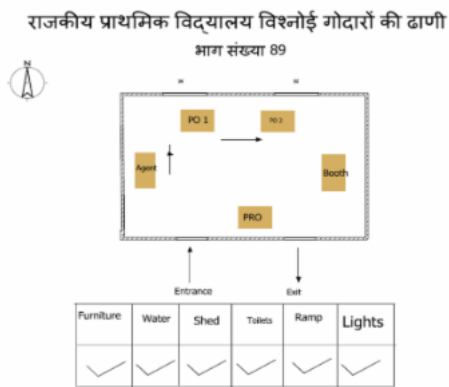 राजकीय प्राथमिक विद्यालय विश्नोई गोदारों की ढाणी
भाग संख्या 89
N
PO 1
PO 2
Agent
Booth
PRO
Entrance
Exit
Furniture
Water
Shed
Toilets
Ramp
Lights